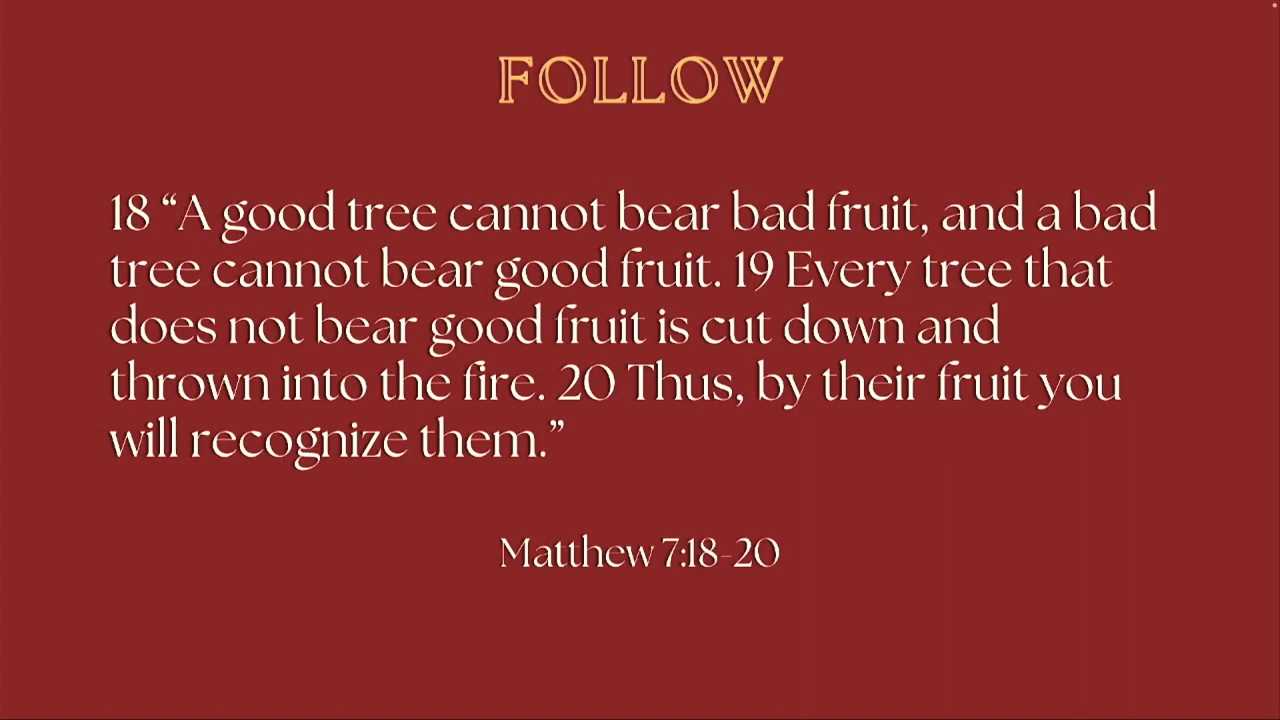 FOLLOW
18 “A good tree cannot bear bad fruit, and a bad
tree cannot bear good fruit. 19 Every tree that
does not bear good fruit is cut down and
thrown into the fire. 20 Thus, by their fruit you
will recognize them.”
Matthew 7:18-20